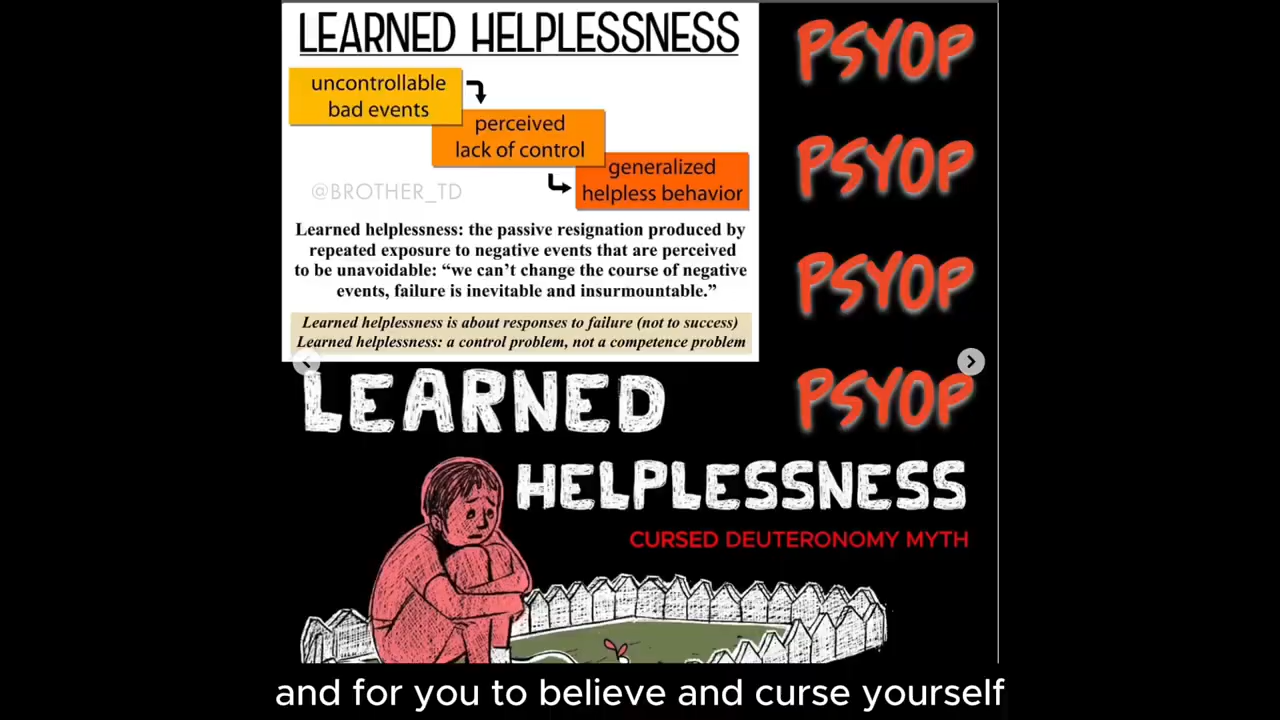 LEARNED HELPLESSNESS
uncontrollable
bad events
perceived
lack of control
generalized
helpless behavior
@BROTHER_TD
Learned helplessness: the passive resignation produced by
repeated exposure to negative events that are perceived
to be unavoidable: “we can’t change the course of negative
events, failure is inevitable and insurmountable.”
Learned helplessness is about responses to failure (not to success)
Learned helplessness: a control problem, not a competence problem
PSYOP
PSYOP
PSYOP
PSYOP
LEARNED
HELPLESSNESS
CURSED DEUTERONOMY MYTH
and for you to believe and curse yourself